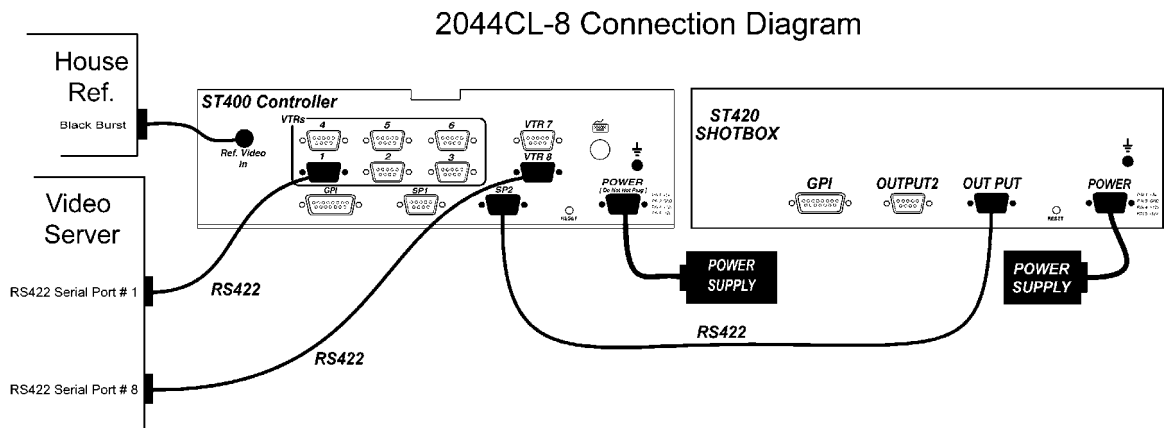 2044CL-8 Connection Diagram
House
Ref.
Black Burst
ST400 Controller
VTRs
4
5
6
VTR 7
Ref. Video
In
1
2
3
VTR 8
GPI
SP1
SP2
RESET
POWER
[ Do Not Hot Plug ]
ST420
SHOTBOX
GPI
OUTPUT2
OUT PUT
RESET
POWER
Video
Server
RS422 Serial Port # 1
RS422
POWER
SUPPLY
POWER
SUPPLY
RS422
RS422
RS422 Serial Port # 8